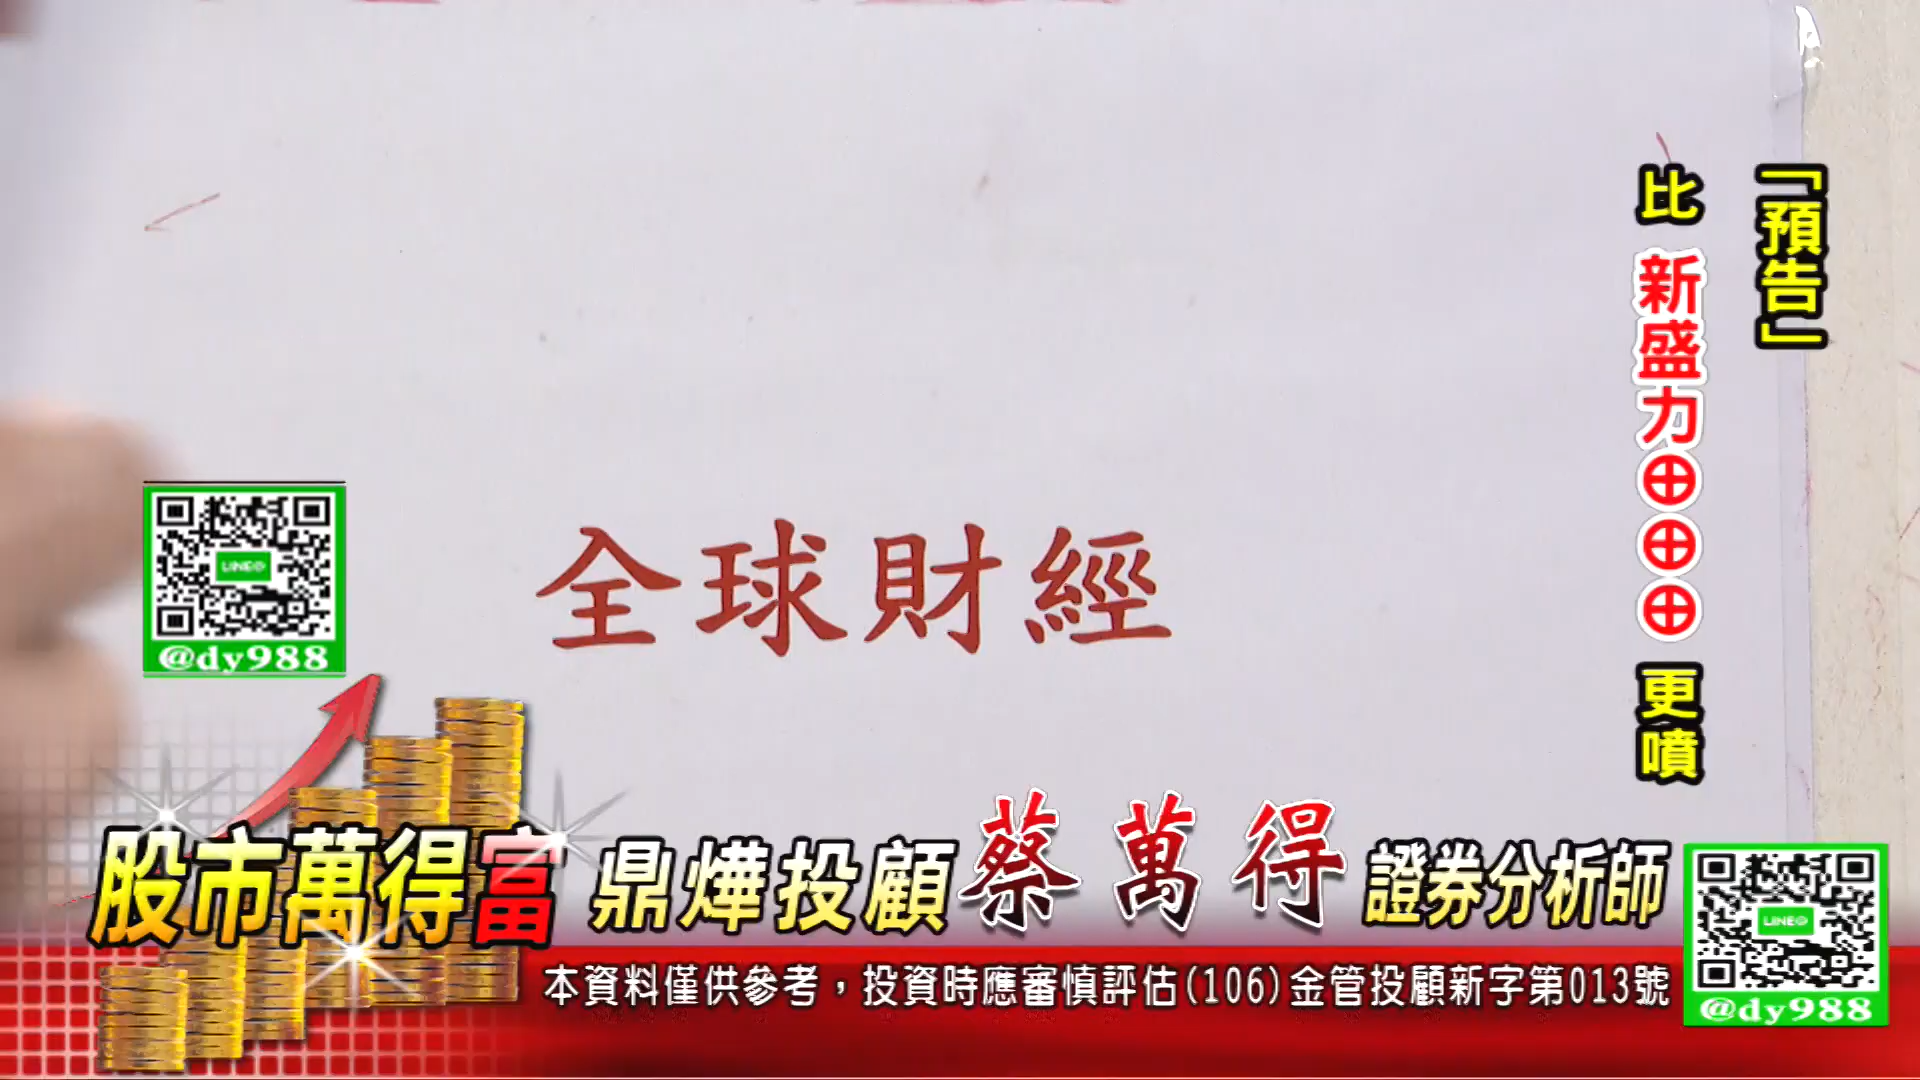 「預告」
比 新盛力⊕⊕⊕ 更噴
全球財經
LINE@
@dy988
股市萬得富 鼎燁投顧 蔡萬得 證券分析師
本資料僅供參考，投資時應審慎評估(106)金管投顧新字第013號
LINE@
@dy988